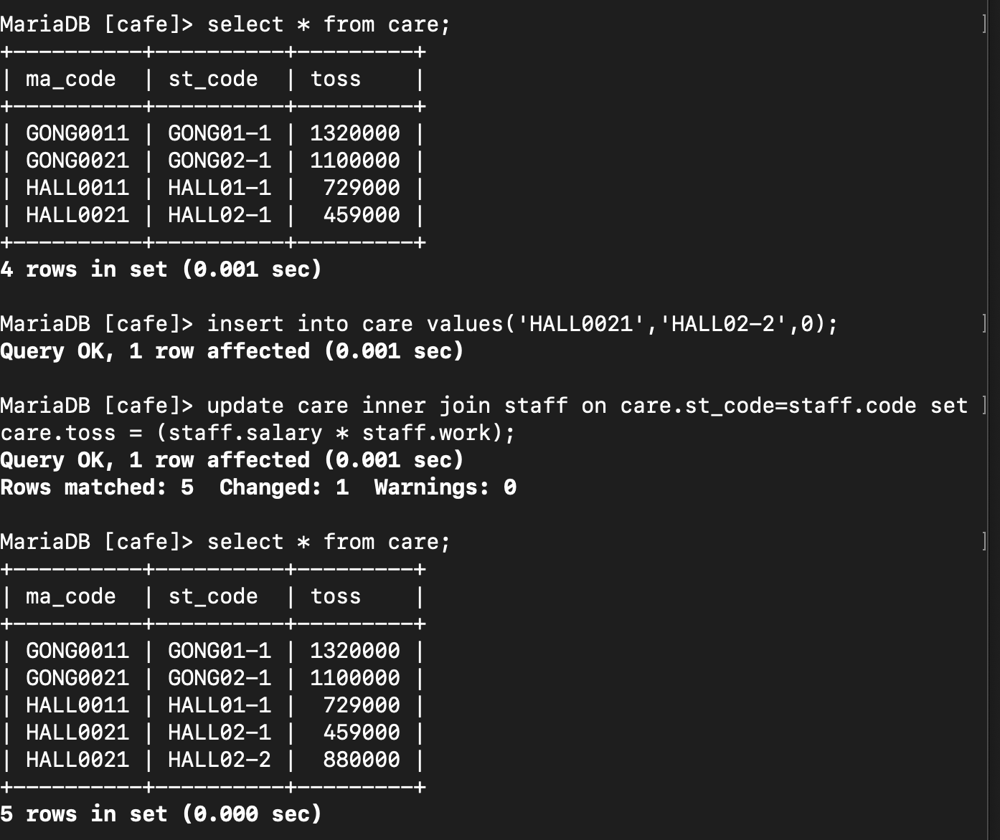 MariaDB [cafe]> select * from care; ]
+----------+----------+---------+
| ma_code  | st_code  | toss    |
+----------+----------+---------+
| GONG0011 | GONG01-1 | 1320000 |
| GONG0021 | GONG02-1 | 1100000 |
| HALL0011 | HALL01-1 |  729000 |
| HALL0021 | HALL02-1 |  459000 |
+----------+----------+---------+
4 rows in set (0.001 sec)
MariaDB [cafe]> insert into care values('HALL0021','HALL02-2',0); ]
Query OK, 1 row affected (0.001 sec)
MariaDB [cafe]> update care inner join staff on care.st_code=staff.code set ]
care.toss = (staff.salary * staff.work);
Query OK, 1 row affected (0.001 sec)
Rows matched: 5  Changed: 1  Warnings: 0
MariaDB [cafe]> select * from care; ]
+----------+----------+---------+
| ma_code  | st_code  | toss    |
+----------+----------+---------+
| GONG0011 | GONG01-1 | 1320000 |
| GONG0021 | GONG02-1 | 1100000 |
| HALL0011 | HALL01-1 |  729000 |
| HALL0021 | HALL02-1 |  459000 |
| HALL0021 | HALL02-2 |  880000 |
+----------+----------+---------+
5 rows in set (0.000 sec)